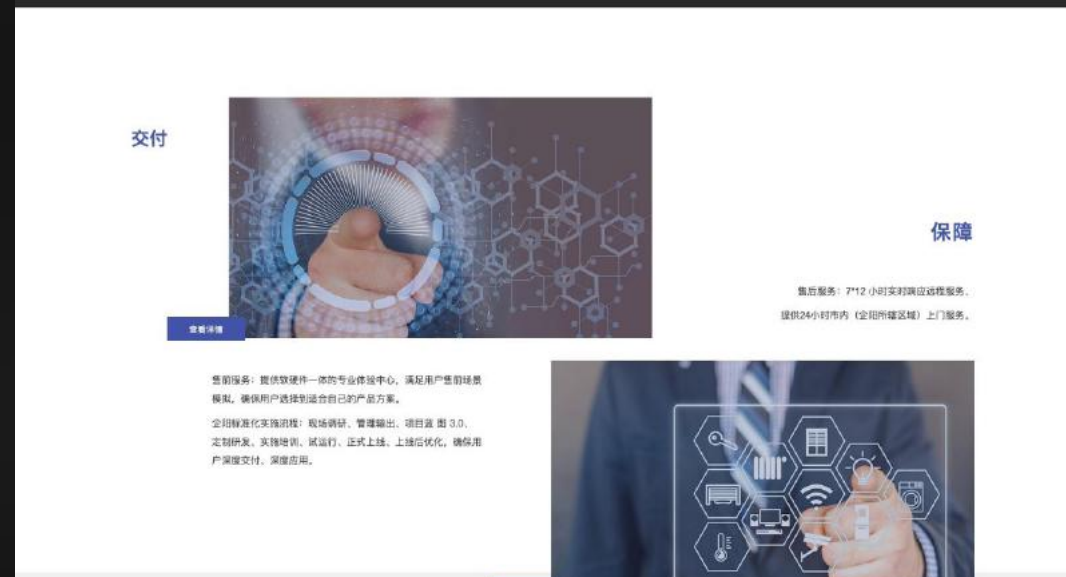 交付
保障
售后服务：7*12 小时实时响应远程服务、
提供24小时市内（企阳所辖区域）上门服务。
查看详情
售前服务：提供软硬件一体的专业体验中心，满足用户售前场景
模拟，确保用户选择到适合自己的产品方案。
企阳标准化实施流程：现场调研、管理输出、项目蓝 图 3.0、
定制研发、实施培训、试运行、正式上线、上线后优化，确保用
户深度交付、深度应用。